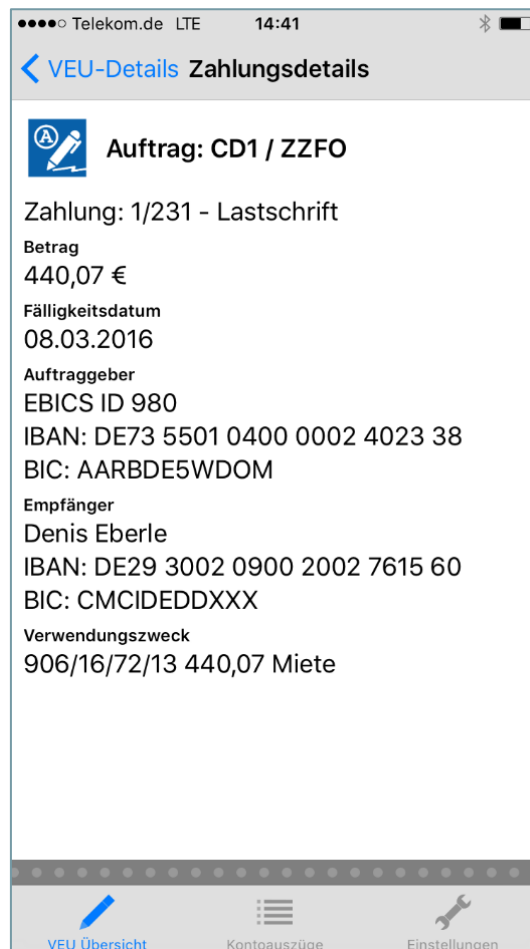 Telekom.de LTE 14:41
VEU-Details Zahlungsdetails
A
Auftrag: CD1 / ZZFO
Zahlung: 1/231 - Lastschrift
Betrag
440,07 €
Fälligkeitsdatum
08.03.2016
Auftraggeber
EBICS ID 980
IBAN: DE73 5501 0400 0002 4023 38
BIC: AARBDE5WDOM
Empfänger
Denis Eberle
IBAN: DE29 3002 0900 2002 7615 60
BIC: CMCIDEDDXXX
Verwendungszweck
906/16/72/13 440,07 Miete
VEU Übersicht Kontoauszüge Einstellungen